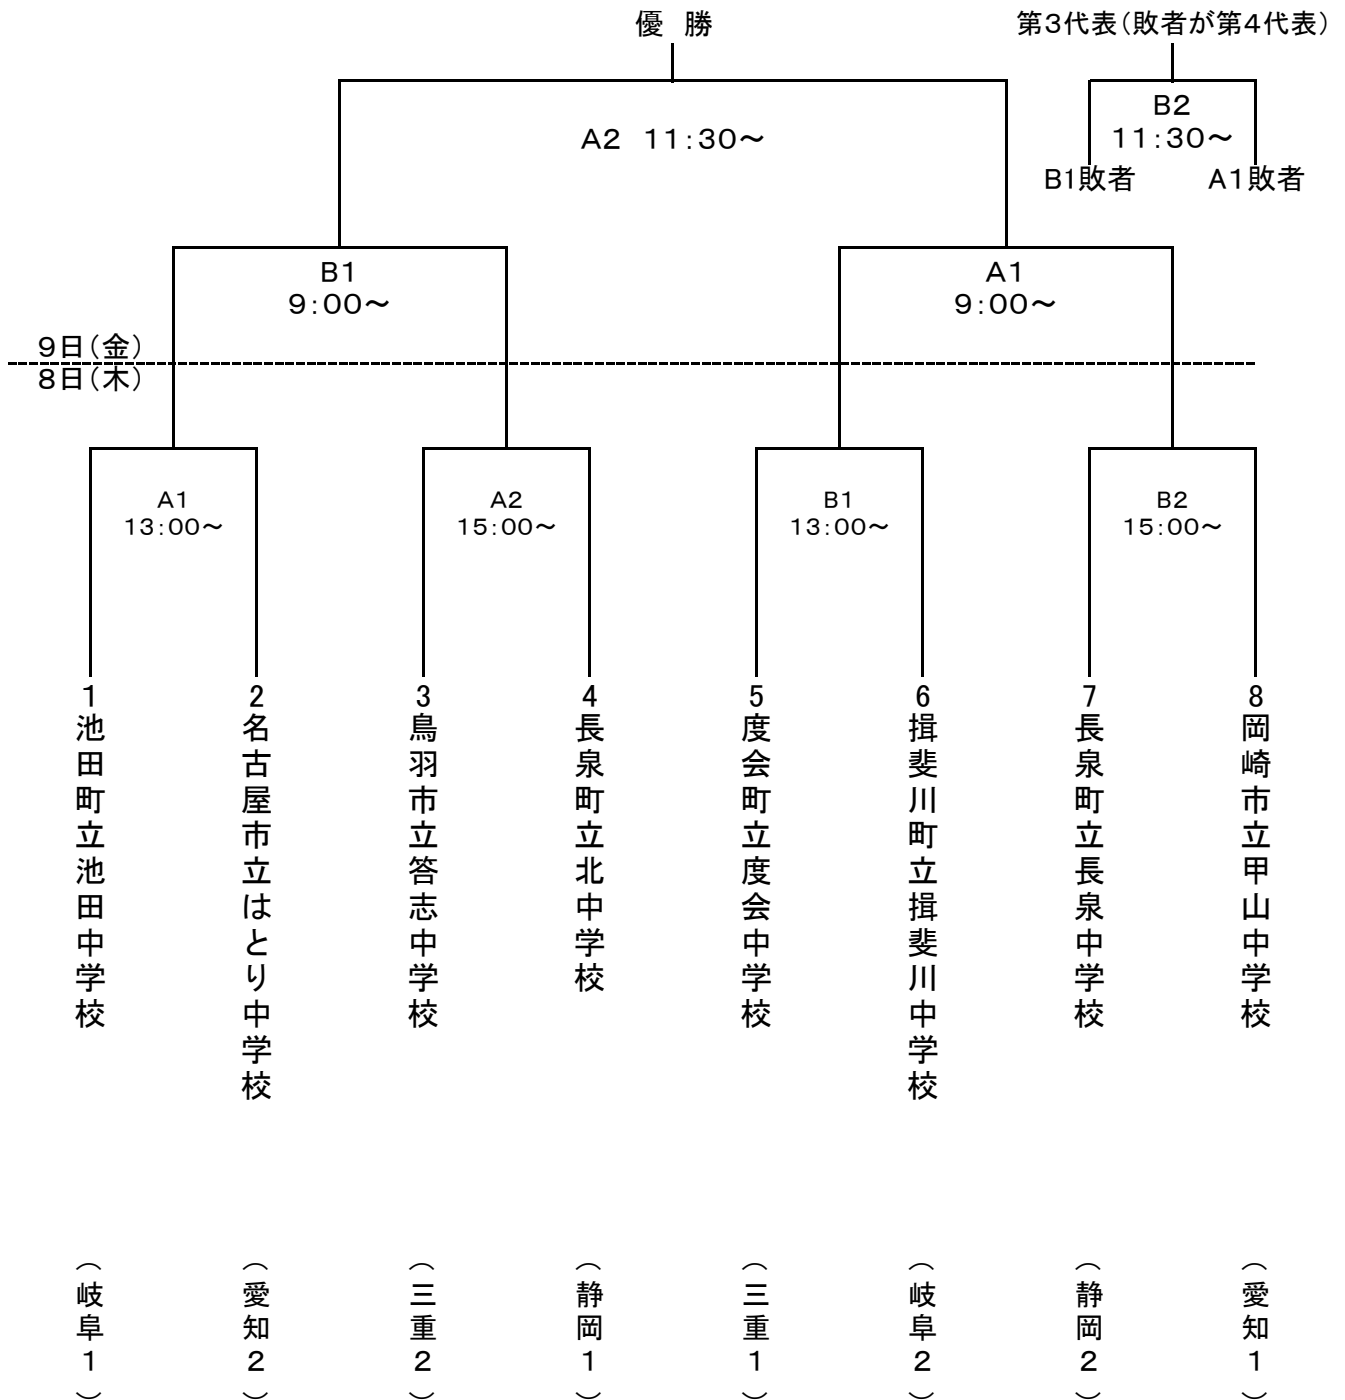 優 勝
第3代表(敗者が第4代表)
A2 11:30～
B2
11:30～
B1敗者
A1敗者
B1
9:00～
A1
9:00～
9日(金)
8日(木)
A1
13:00～
A2
15:00～
B1
13:00～
B2
15:00～
1
池田町立池田中学校
(岐阜1)
2
名古屋市立はとり中学校
(愛知2)
3
鳥羽市立答志中学校
(三重2)
4
長泉町立北中学校
(静岡1)
5
度会町立度会中学校
(三重1)
6
揖斐川町立揖斐川中学校
(岐阜2)
7
長泉町立長泉中学校
(静岡2)
8
岡崎市立甲山中学校
(愛知1)